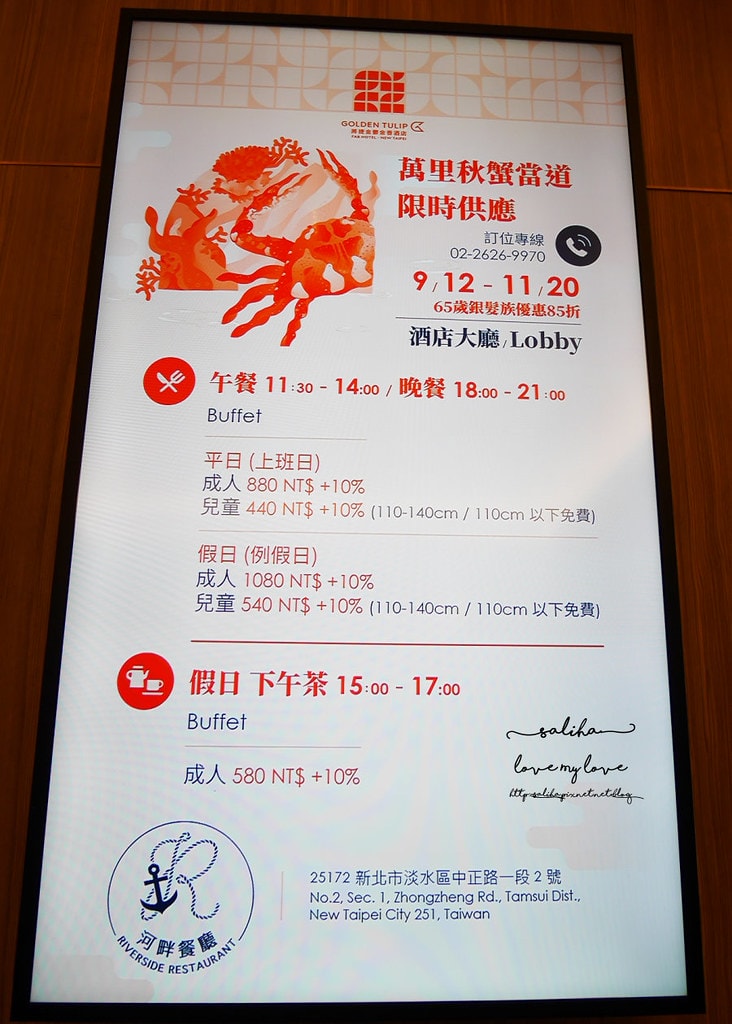 GOLDEN TULIP
FAB HOTEL - NEW TAIPEI
萬里秋蟹當道
限時供應
訂位專線
02-2626-9970
9/12 - 11/20
65歲銀髮族優惠85折
酒店大廳/Lobby
午餐 11:30 - 14:00 / 晚餐 18:00 - 21:00
Buffet
平日 (上班日)
成人 880 NT$ +10%
兒童 440 NT$ +10% (110-140cm / 110cm 以下免費)
假日 (例假日)
成人 1080 NT$ +10%
兒童 540 NT$ +10% (110-140cm / 110cm 以下免費)
假日 下午茶 15:00 - 17:00
Buffet
成人 580 NT$ +10%
saliha
love my love
R
河畔餐廳
RIVERSIDE RESTAURANT
25172 新北市淡水區中正路一段 2 號
No.2, Sec. 1, Zhongzheng Rd., Tamsui Dist.,
New Taipei City 251, Taiwan